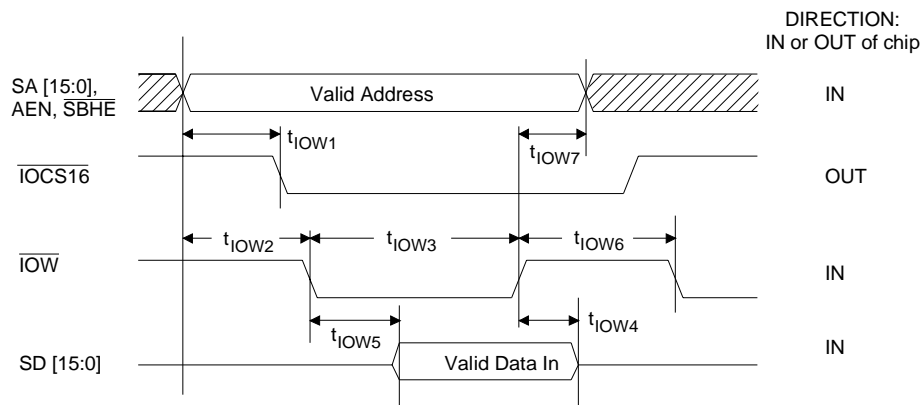 DIRECTION:
IN or OUT of chip
SA [15:0],
AEN, SBHE
Valid Address
IN
tIOW1
tIOW7
IOCS16
OUT
tIOW2
tIOW3
tIOW6
IOW
IN
tIOW5
tIOW4
IN
SD [15:0]
Valid Data In